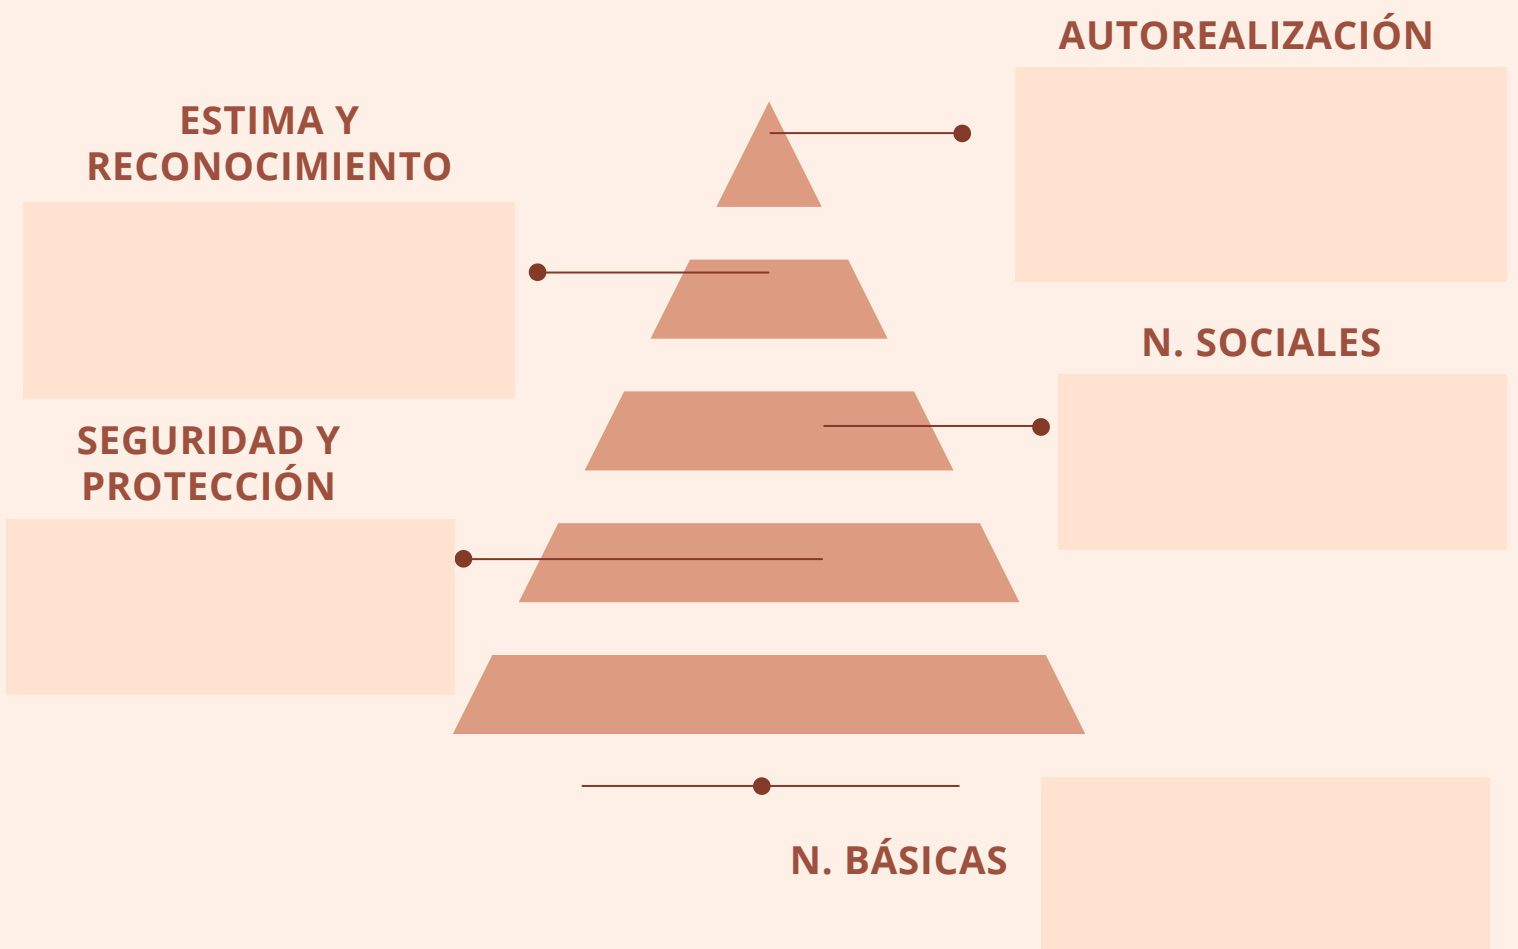 AUTOREALIZACIÓN
ESTIMA Y
RECONOCIMIENTO
N. SOCIALES
SEGURIDAD Y
PROTECCIÓN
N. BÁSICAS